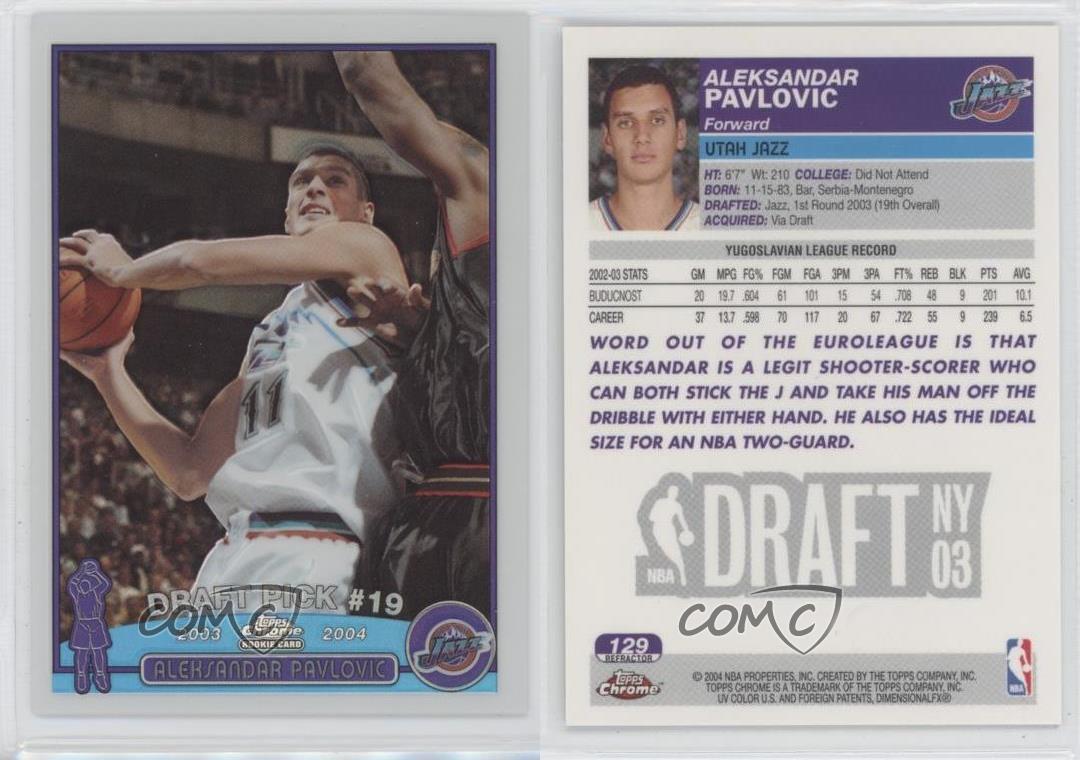 11
DRAFT PICK #19
COMC
2003 Topps Chrome 2004
ROOKIE CARD
ALEKSANDAR PAVLOVIC
JAZZ
ALEKSANDAR
PAVLOVIC
Forward
JAZZ
UTAH JAZZ
HT: 6'7" Wt: 210 COLLEGE: Did Not Attend
BORN: 11-15-83, Bar, Serbia-Montenegro
DRAFTED: Jazz, 1st Round 2003 (19th Overall)
ACQUIRED: Via Draft
YUGOSLAVIAN LEAGUE RECORD
2002-03 STATS GM MPG FG% FGM FGA 3PM 3PA FT% REB BLK PTS AVG
BUDUCNOST 20 19.7 .604 61 101 15 54 .708 48 9 201 10.1
CAREER 37 13.7 .598 70 117 20 67 .722 55 9 239 6.5
WORD OUT OF THE EUROLEAGUE IS THAT
ALEKSANDAR IS A LEGIT SHOOTER-SCORER WHO
CAN BOTH STICK THE J AND TAKE HIS MAN OFF THE
DRIBBLE WITH EITHER HAND. HE ALSO HAS THE IDEAL
SIZE FOR AN NBA TWO-GUARD.
NBA DRAFT NY 03
COMC
129
REFRACTOR
Topps Chrome
© 2004 NBA PROPERTIES, INC. CREATED BY THE TOPPS COMPANY, INC.
TOPPS CHROME IS A TRADEMARK OF THE TOPPS COMPANY, INC.
UV COLOR U.S. AND FOREIGN PATENTS, DIMENSIONALFX®
NBA